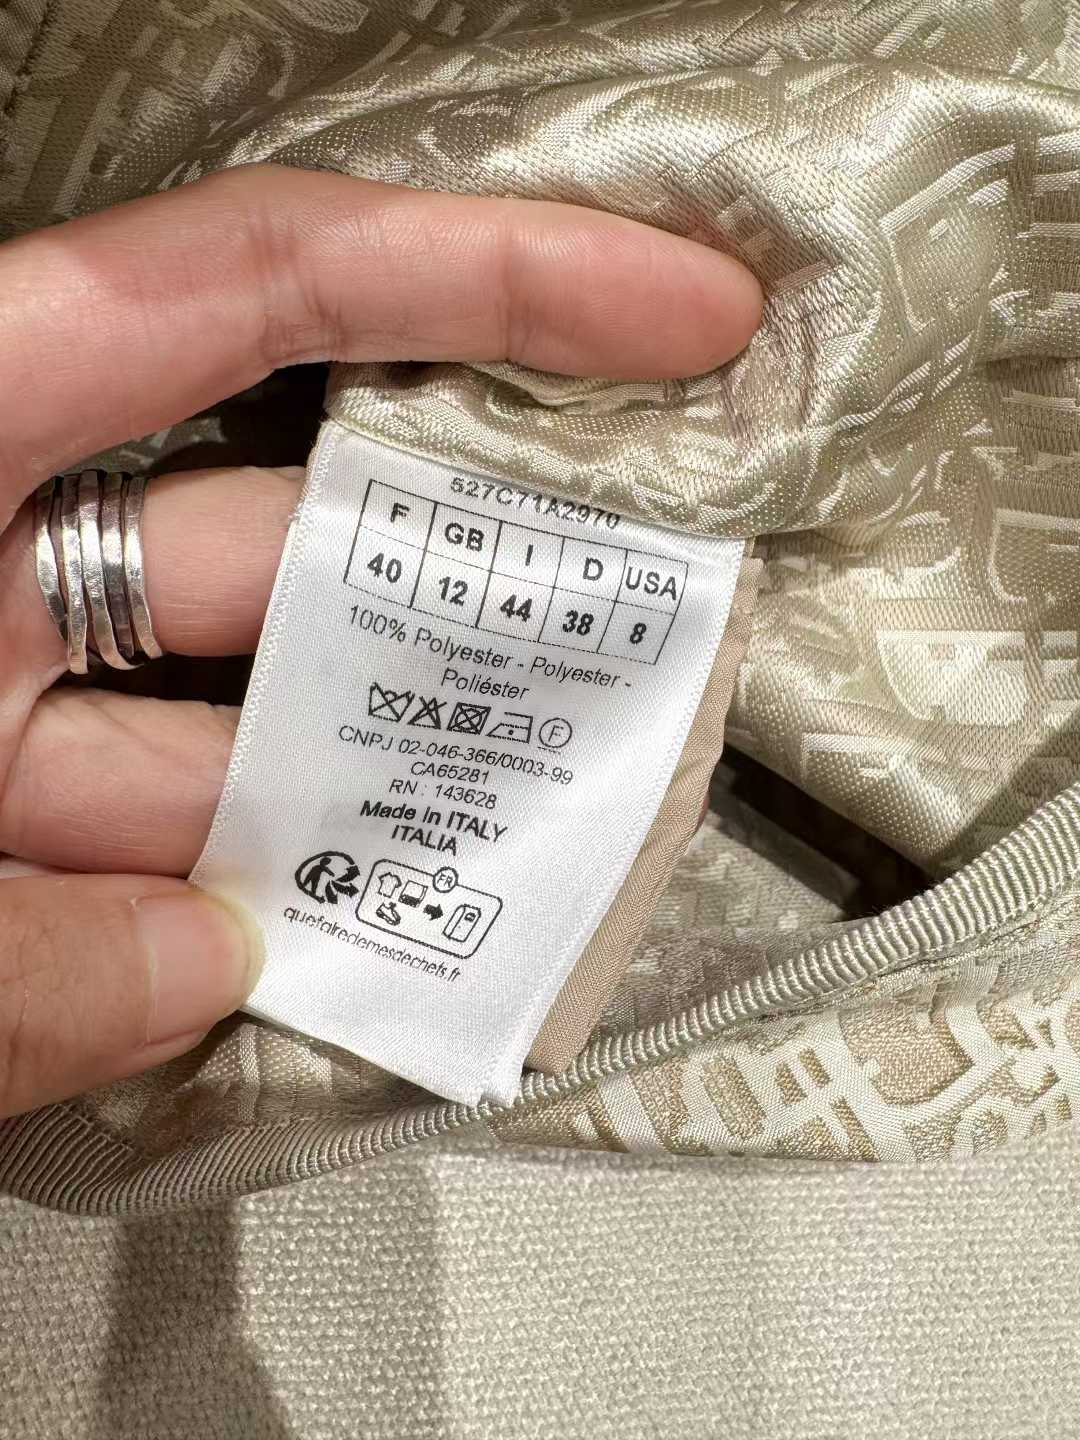 527C71A2970
F GB I D USA
40 12 44 38 8
100% Polyester - Polyester -
Poliéster
F
CNPJ 02-046-366/0003-99
CA65281
RN : 143628
Made in ITALY
ITALIA
FR
quefairedemesdechets.fr